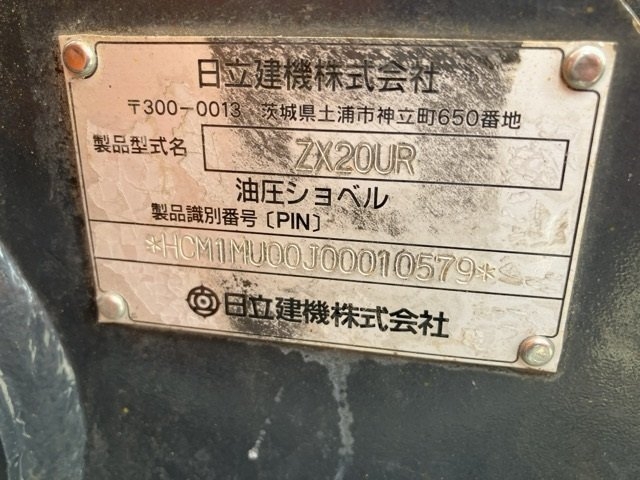 日立建機株式会社
〒300-0013 茨城県土浦市神立町650番地
製品型式名 ZX20UR
油圧ショベル
製品識別番号〔PIN〕
*HCM1MU00J00010579*
日立建機株式会社